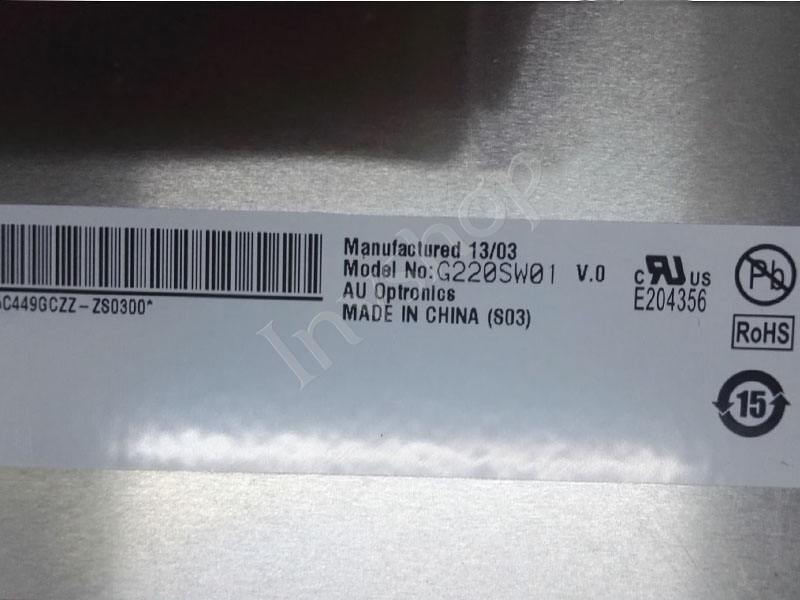 Manufactured 13/03
Model No:G220SW01 V.0
AU Optronics
MADE IN CHINA (S03)
C449GCZZ-ZS0300*
c RU US
E204356
Pb
RoHS
15